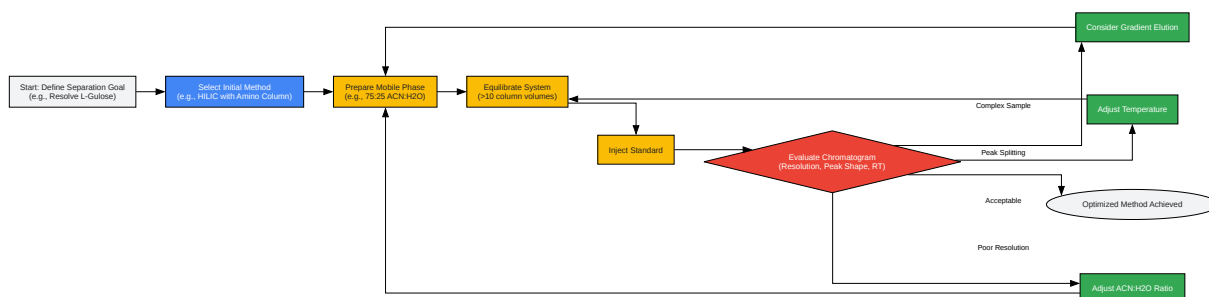 Consider Gradient Elution
Start: Define Separation Goal
(e.g., Resolve L-Gulose)
Select Initial Method
(e.g., HILIC with Amino Column)
Prepare Mobile Phase
(e.g., 75:25 ACN:H2O)
Equilibrate System
(>10 column volumes)
Complex Sample
Adjust Temperature
Inject Standard
Evaluate Chromatogram
(Resolution, Peak Shape, RT)
Peak Splitting
Acceptable
Optimized Method Achieved
Poor Resolution
Adjust ACN:H2O Ratio